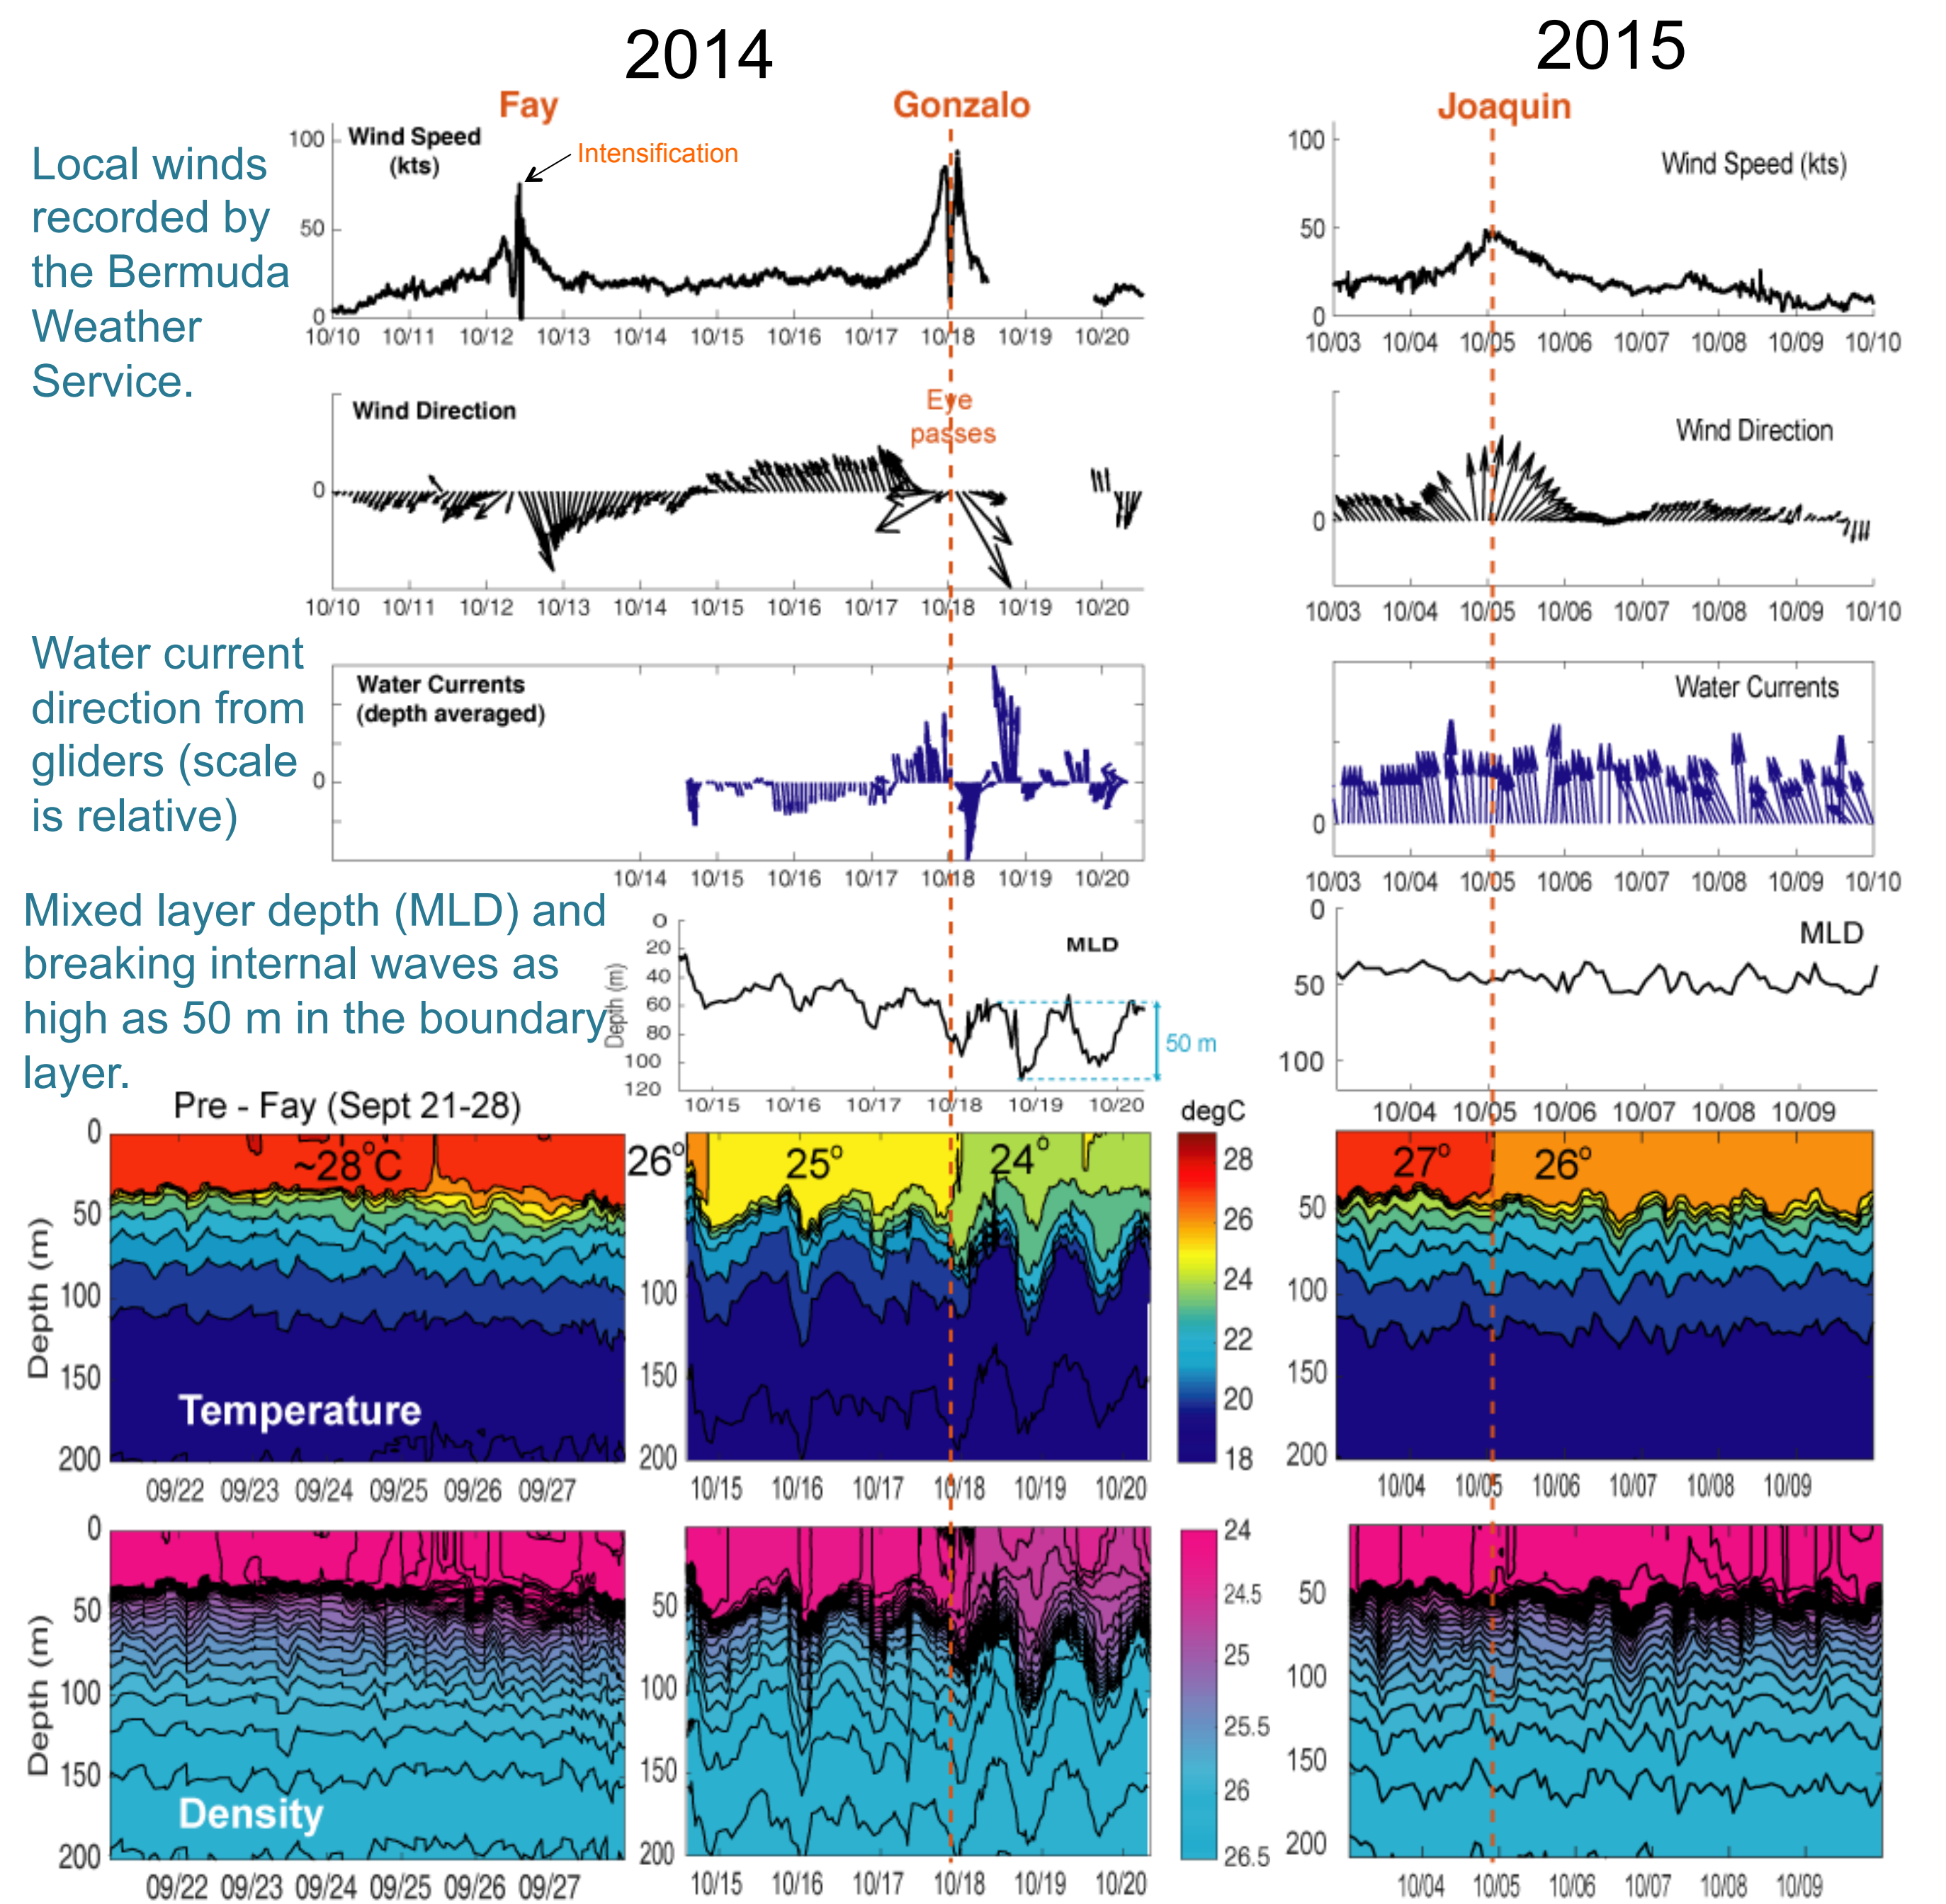 2014
2015
Fay
Gonzalo
Joaquin
Local winds
recorded by
the Bermuda
Weather
Service.
Wind Speed
(kts)
Intensification
100
50
0
10/10 10/11 10/12 10/13 10/14 10/15 10/16 10/17 10/18 10/19 10/20
Wind Speed (kts)
100
50
0
10/03 10/04 10/05 10/06 10/07 10/08 10/09 10/10
Wind Direction
Eye
passes
0
10/10 10/11 10/12 10/13 10/14 10/15 10/16 10/17 10/18 10/19 10/20
Wind Direction
0
10/03 10/04 10/05 10/06 10/07 10/08 10/09 10/10
Water current
direction from
gliders (scale
is relative)
Water Currents
(depth averaged)
0
10/14 10/15 10/16 10/17 10/18 10/19 10/20
Water Currents
0
10/03 10/04 10/05 10/06 10/07 10/08 10/09 10/10
Mixed layer depth (MLD) and
breaking internal waves as
high as 50 m in the boundary
layer.
MLD
Depth (m)
0
20
40
60
80
100
120
50 m
10/15 10/16 10/17 10/18 10/19 10/20
MLD
0
50
100
10/04 10/05 10/06 10/07 10/08 10/09
Pre - Fay (Sept 21-28)
~28°C
Temperature
Depth (m)
0
50
100
150
200
09/22 09/23 09/24 09/25 09/26 09/27
26°
25°
24°
50
100
150
200
10/15 10/16 10/17 10/18 10/19 10/20
degC
28
26
24
22
20
18
27°
26°
50
100
150
200
10/04 10/05 10/06 10/07 10/08 10/09
Density
Depth (m)
0
50
100
150
200
09/22 09/23 09/24 09/25 09/26 09/27
50
100
150
200
10/15 10/16 10/17 10/18 10/19 10/20
24
24.5
25
25.5
26
26.5
50
100
150
200
10/04 10/05 10/06 10/07 10/08 10/09